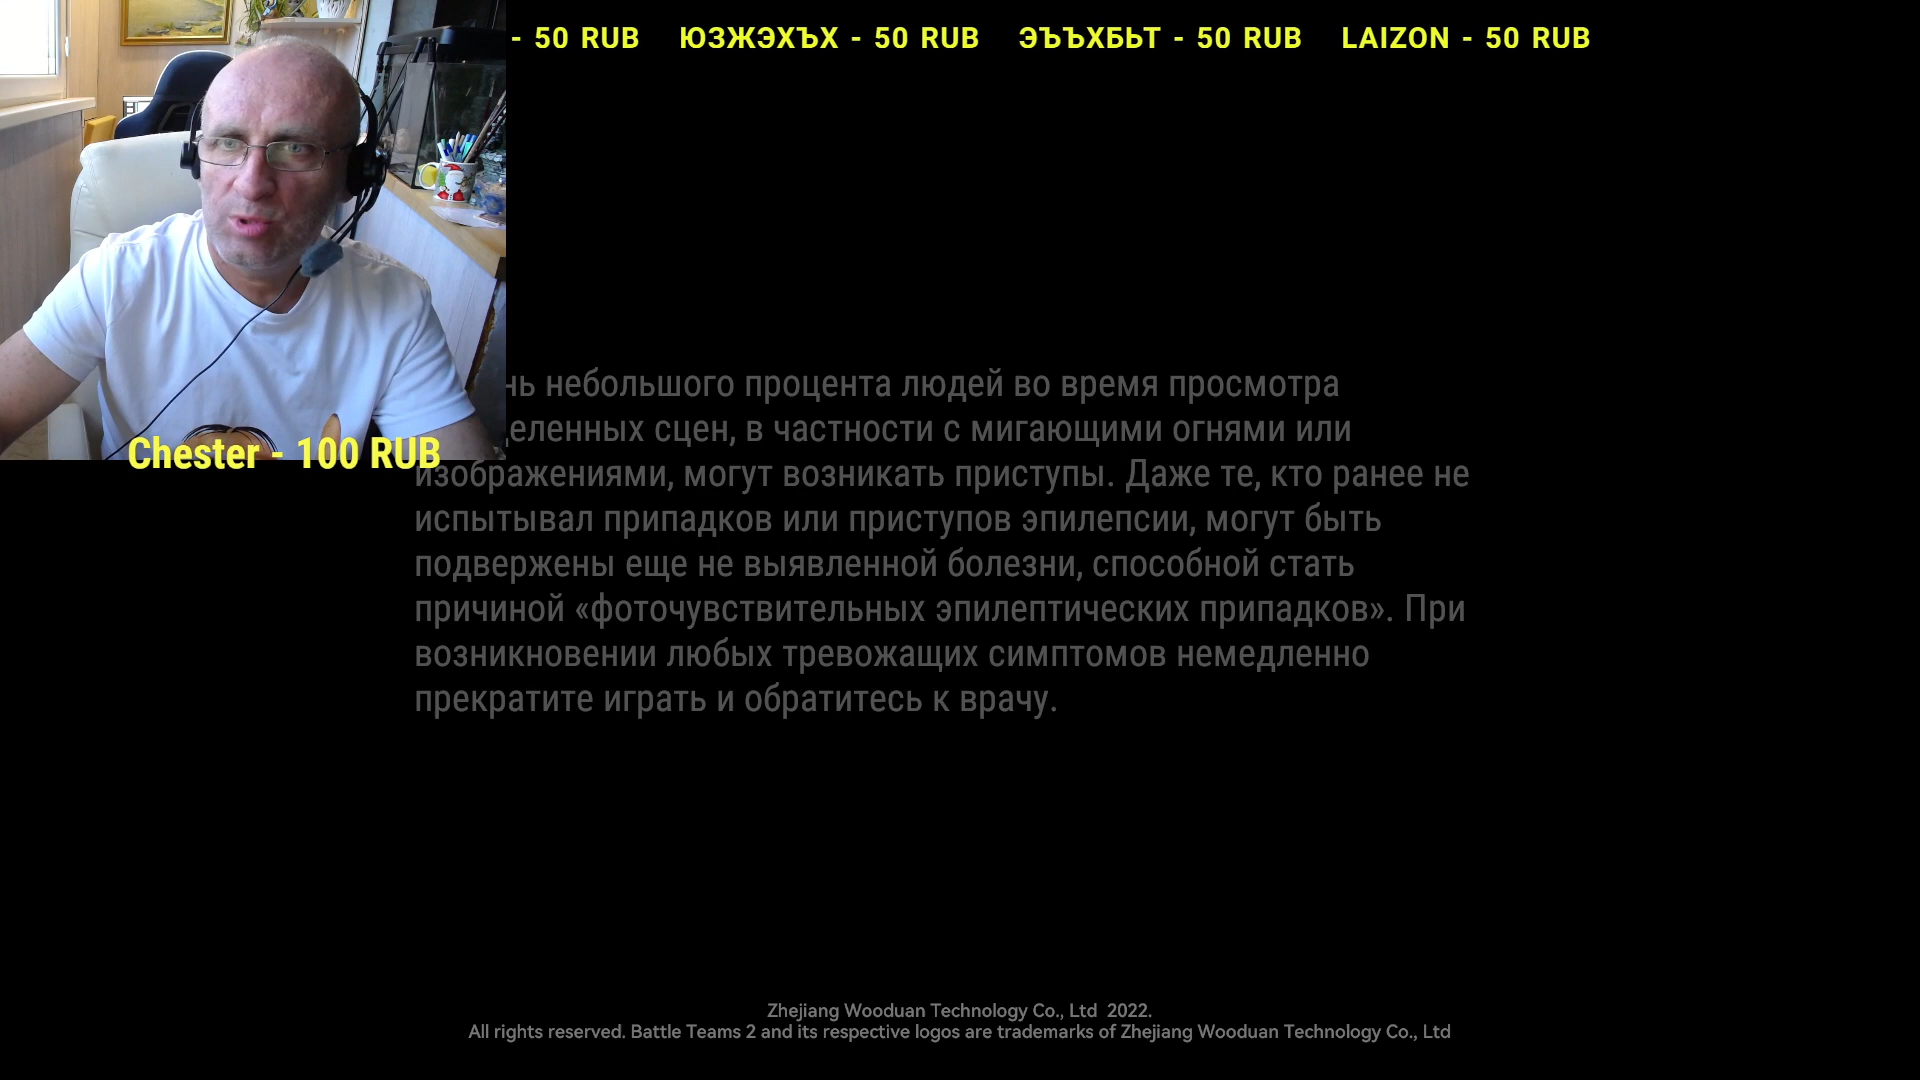 - 50 RUB ЮЗЖЭХЪХ - 50 RUB ЭЪЪХБЬТ - 50 RUB LAIZON - 50 RUB
небольшого процента людей во время просмотра
сцен, в частности с мигающими огнями или
Chester - 100 RUB
изображениями, могут возникать приступы. Даже те, кто ранее не
испытывал припадков или приступов эпилепсии, могут быть
подвержены еще не выявленной болезни, способной стать
причиной «фоточувствительных эпилептических припадков». При
возникновении любых тревожащих симптомов немедленно
прекратите играть и обратитесь к врачу.
Zhejiang Wooduan Technology Co., Ltd 2022.
All rights reserved. Battle Teams 2 and its respective logos are trademarks of Zhejiang Wooduan Technology Co., Ltd